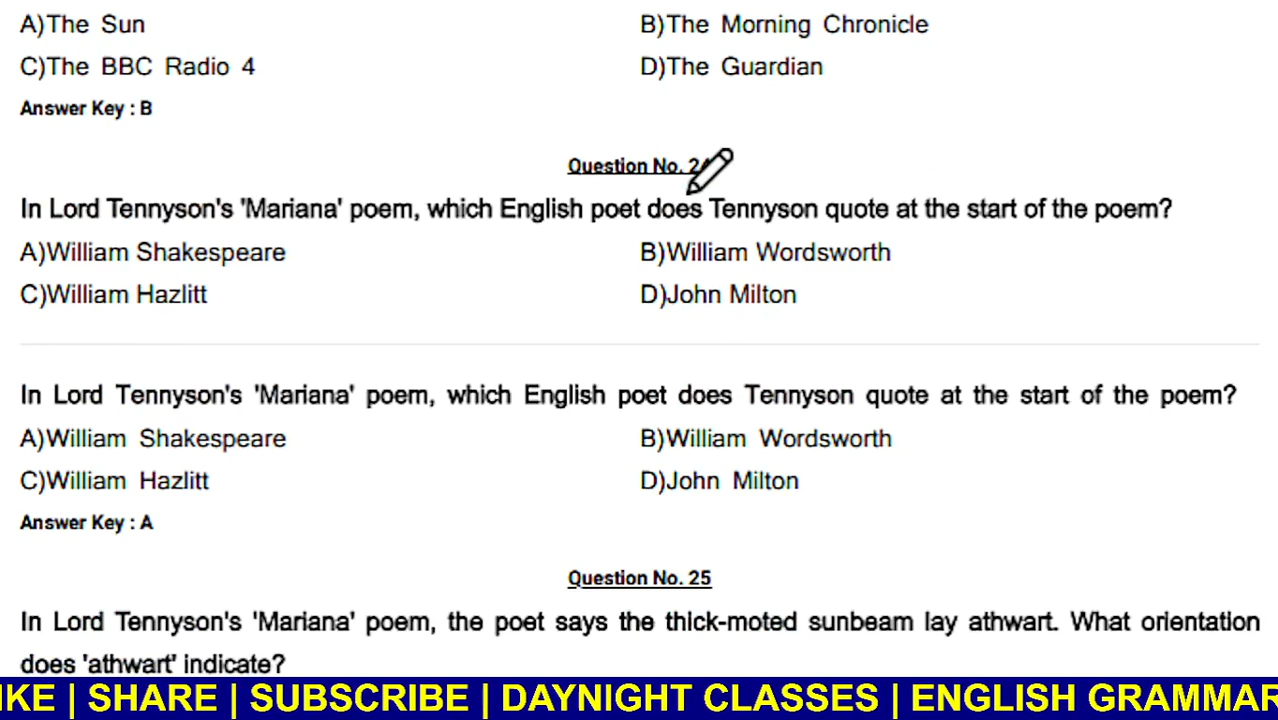 A)The Sun B)The Morning Chronicle
C)The BBC Radio 4 D)The Guardian
Answer Key : B
Question No. 24
In Lord Tennyson's 'Mariana' poem, which English poet does Tennyson quote at the start of the poem?
A)William Shakespeare B)William Wordsworth
C)William Hazlitt D)John Milton
In Lord Tennyson's 'Mariana' poem, which English poet does Tennyson quote at the start of the poem?
A)William Shakespeare B)William Wordsworth
C)William Hazlitt D)John Milton
Answer Key : A
Question No. 25
In Lord Tennyson's 'Mariana' poem, the poet says the thick-moted sunbeam lay athwart. What orientation
does 'athwart' indicate?
IKE | SHARE | SUBSCRIBE | DAYNIGHT CLASSES | ENGLISH GRAMMAR